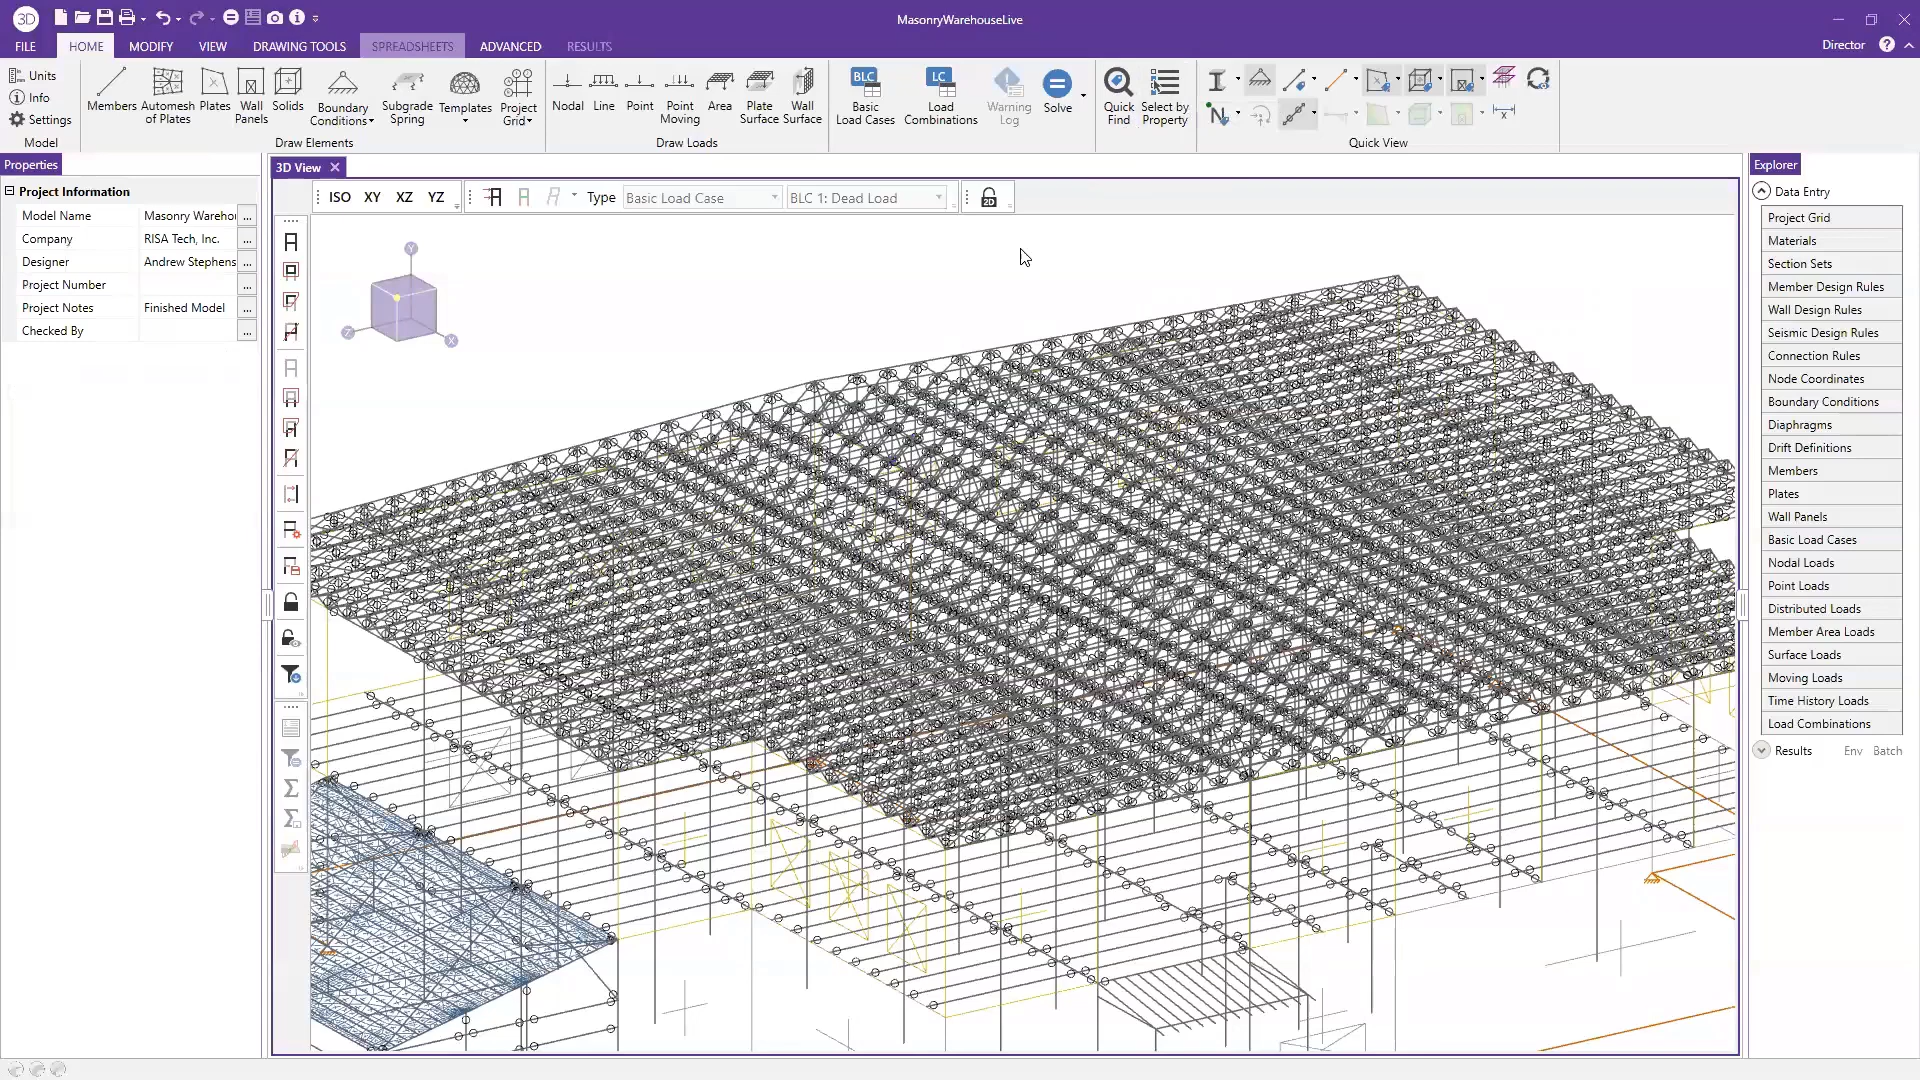 3D
MasonryWarehouseLive
FILE HOME MODIFY VIEW DRAWING TOOLS SPREADSHEETS ADVANCED RESULTS
Director ?
Units
Info
Settings
Model
Members
Automesh of Plates
Plates
Wall Panels
Solids
Boundary Conditions
Subgrade Spring
Templates
Project Grid
Draw Elements
Nodal
Line
Point
Point Moving
Area
Plate Surface
Wall Surface
Draw Loads
BLC
Basic Load Cases
LC
Load Combinations
Warning Log
Solve
Quick Find
Select by Property
Quick View
Properties
Project Information
Model Name Masonry Wareho ...
Company RISA Tech, Inc. ...
Designer Andrew Stephens ...
Project Number ...
Project Notes Finished Model ...
Checked By ...
3D View
ISO XY XZ YZ Type Basic Load Case BLC 1: Dead Load 2D
Y
Z
X
Explorer
Data Entry
Project Grid
Materials
Section Sets
Member Design Rules
Wall Design Rules
Seismic Design Rules
Connection Rules
Node Coordinates
Boundary Conditions
Diaphragms
Drift Definitions
Members
Plates
Wall Panels
Basic Load Cases
Nodal Loads
Point Loads
Distributed Loads
Member Area Loads
Surface Loads
Moving Loads
Time History Loads
Load Combinations
Results Env Batch